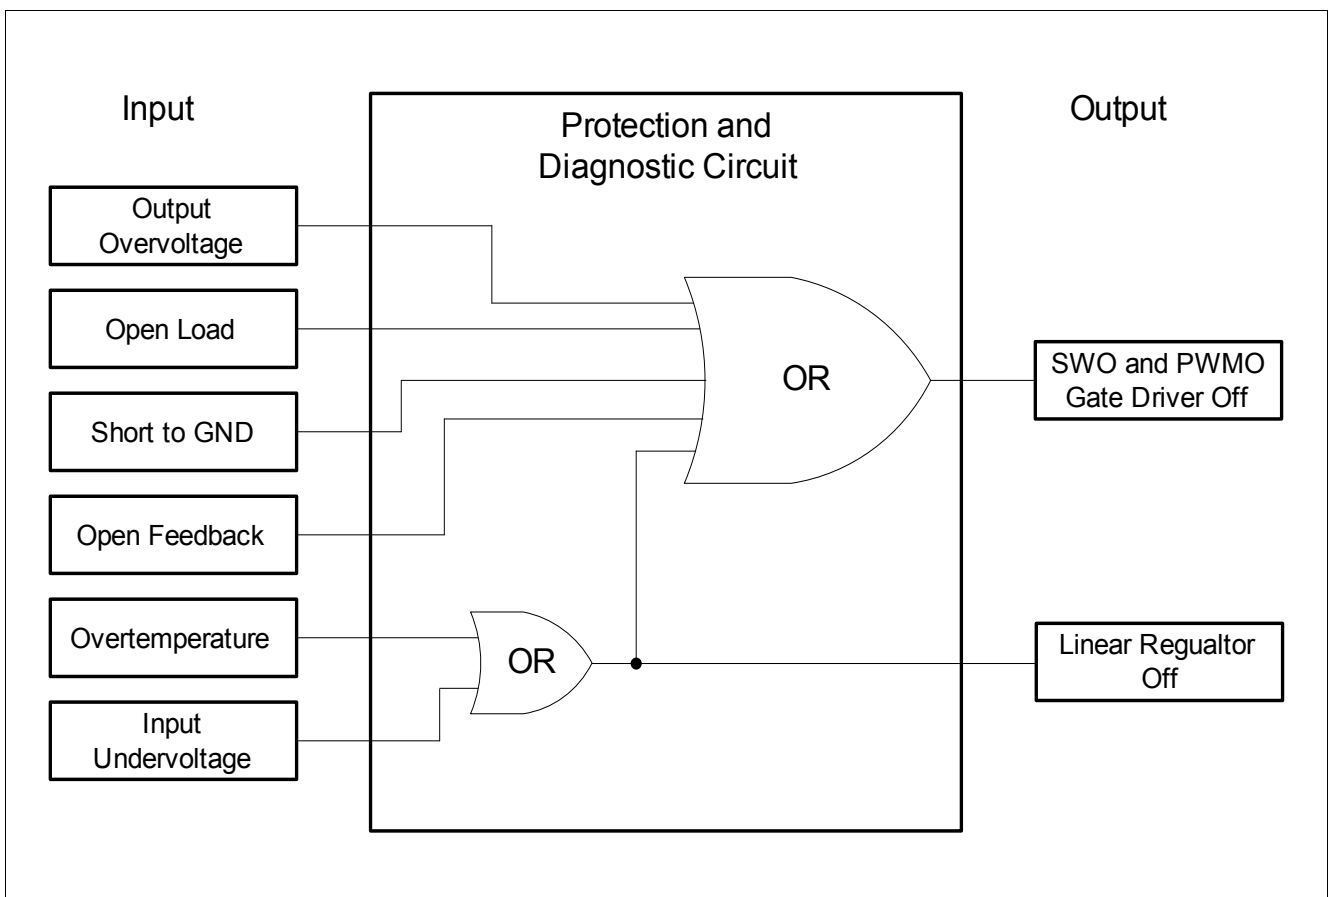 Input
Protection and
Diagnostic Circuit
Output
Output
Overvoltage
Open Load
Short to GND
Open Feedback
Overtemperature
Input
Undervoltage
OR
OR
SWO and PWMO
Gate Driver Off
Linear Regualtor
Off